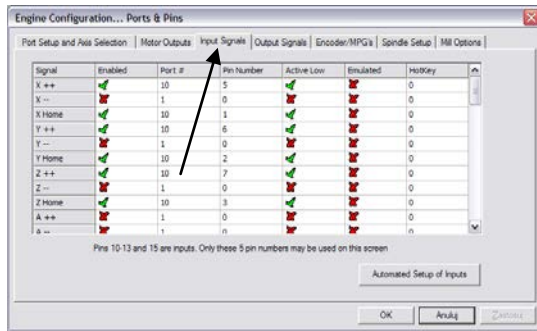 Engine Configuration... Ports & Pins
Port Setup and Axis Selection Motor Outputs Input Signals Output Signals Encoder/MPG's Spindle Setup Mill Options
Signal Enabled Port # Pin Number Active Low Emulated HotKey
X ++ 10 5 0
X -- 1 0 0
X Home 10 1 0
Y ++ 10 6 0
Y -- 1 0 0
Y Home 10 2 0
Z ++ 10 7 0
Z -- 1 0 0
Z Home 10 3 0
A ++ 1 0 0
A -- 1 0 0
Pins 10-13 and 15 are inputs. Only these 5 pin numbers may be used on this screen
Automated Setup of Inputs
OK Anuluj Zastosuj